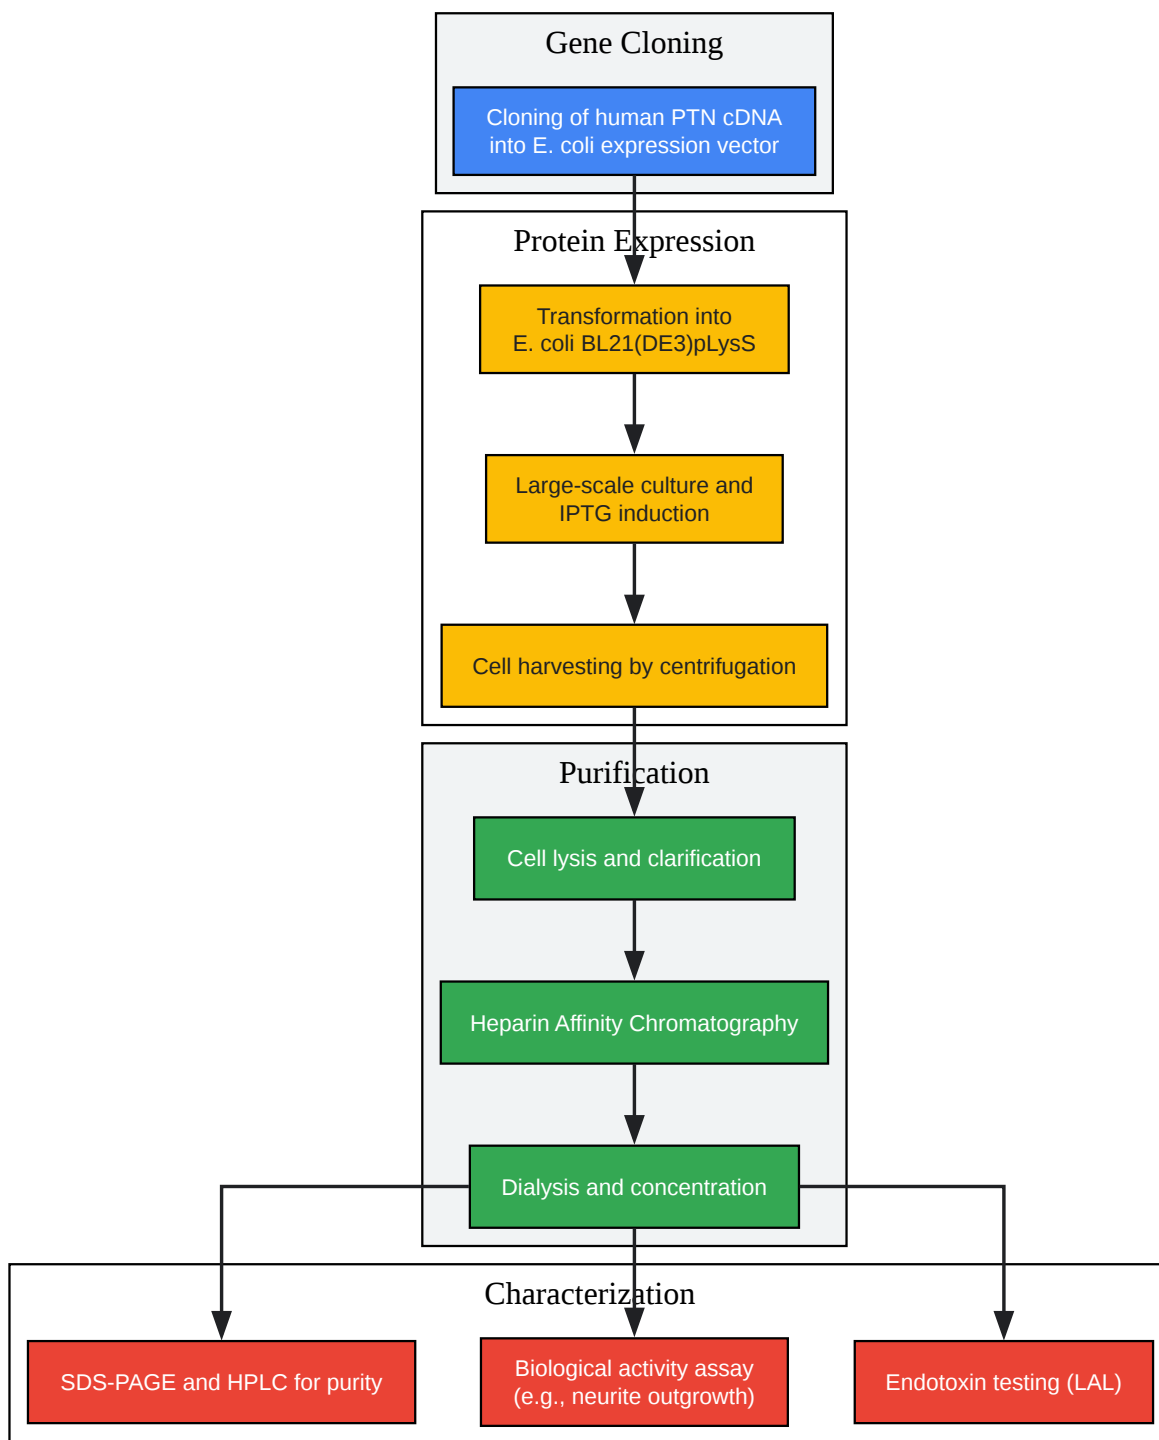 Gene Cloning
Cloning of human PTN cDNA
into E. coli expression vector
Protein Expression
Transformation into
E. coli BL21(DE3)pLysS
Large-scale culture and
IPTG induction
Cell harvesting by centrifugation
Purification
Cell lysis and clarification
Heparin Affinity Chromatography
Dialysis and concentration
Characterization
SDS-PAGE and HPLC for purity
Biological activity assay
(e.g., neurite outgrowth)
Endotoxin testing (LAL)